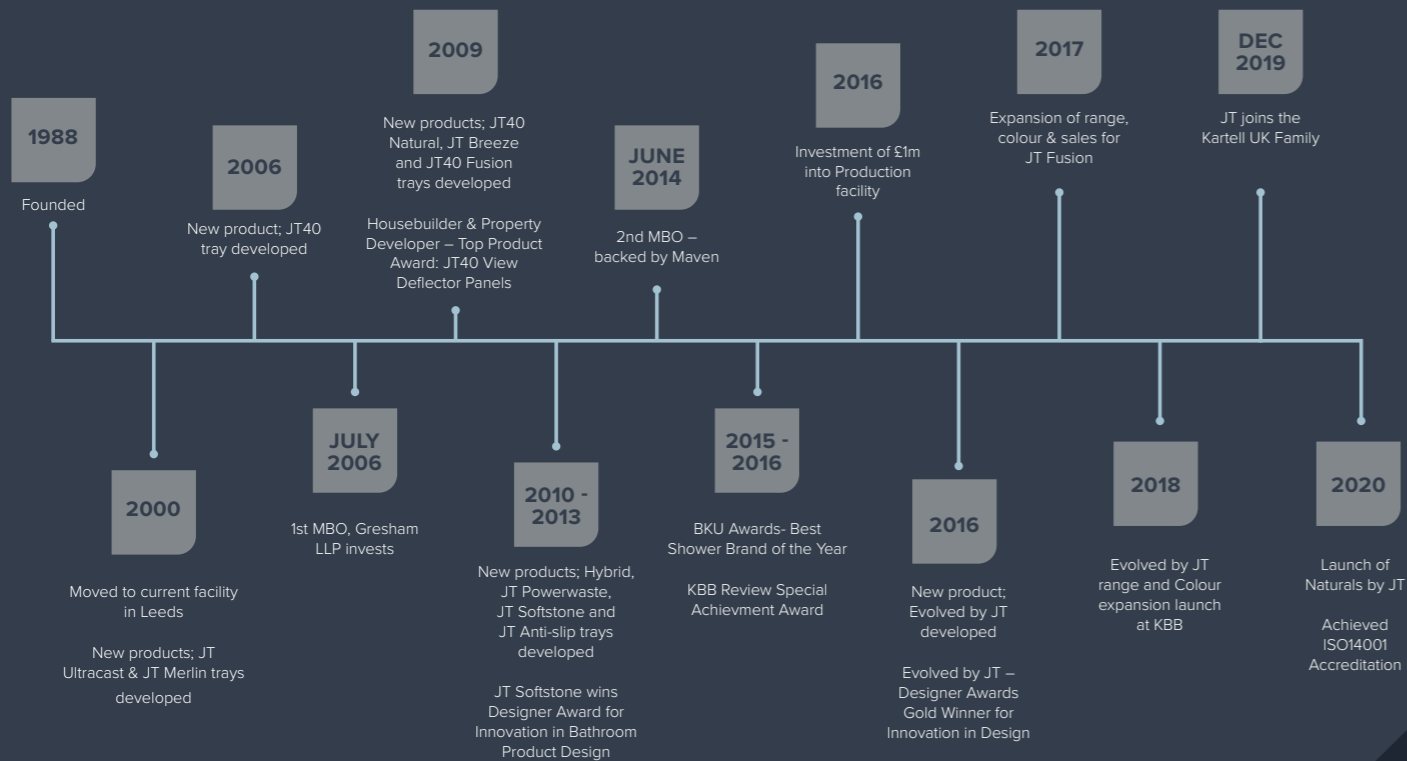 1988
Founded
2000
Moved to current facility
in Leeds
New products; JT
Ultracast & JT Merlin trays
developed
2006
New product; JT40
tray developed
JULY
2006
1st MBO, Gresham
LLP invests
2009
New products; JT40
Natural, JT Breeze
and JT40 Fusion
trays developed
Housebuilder & Property
Developer – Top Product
Award: JT40 View
Deflector Panels
2010 -
2013
New products; Hybrid,
JT Powerwaste,
JT Softstone and
JT Anti-slip trays
developed
JT Softstone wins
Designer Award for
Innovation in Bathroom
Product Design
JUNE
2014
2nd MBO –
backed by Maven
2015 -
2016
BKU Awards- Best
Shower Brand of the Year
KBB Review Special
Achievment Award
2016
Investment of £1m
into Production
facility
2016
New product;
Evolved by JT
developed
Evolved by JT –
Designer Awards
Gold Winner for
Innovation in Design
2017
Expansion of range,
colour & sales for
JT Fusion
2018
Evolved by JT
range and Colour
expansion launch
at KBB
DEC
2019
JT joins the
Kartell UK Family
2020
Launch of
Naturals by JT
Achieved
ISO14001
Accreditation